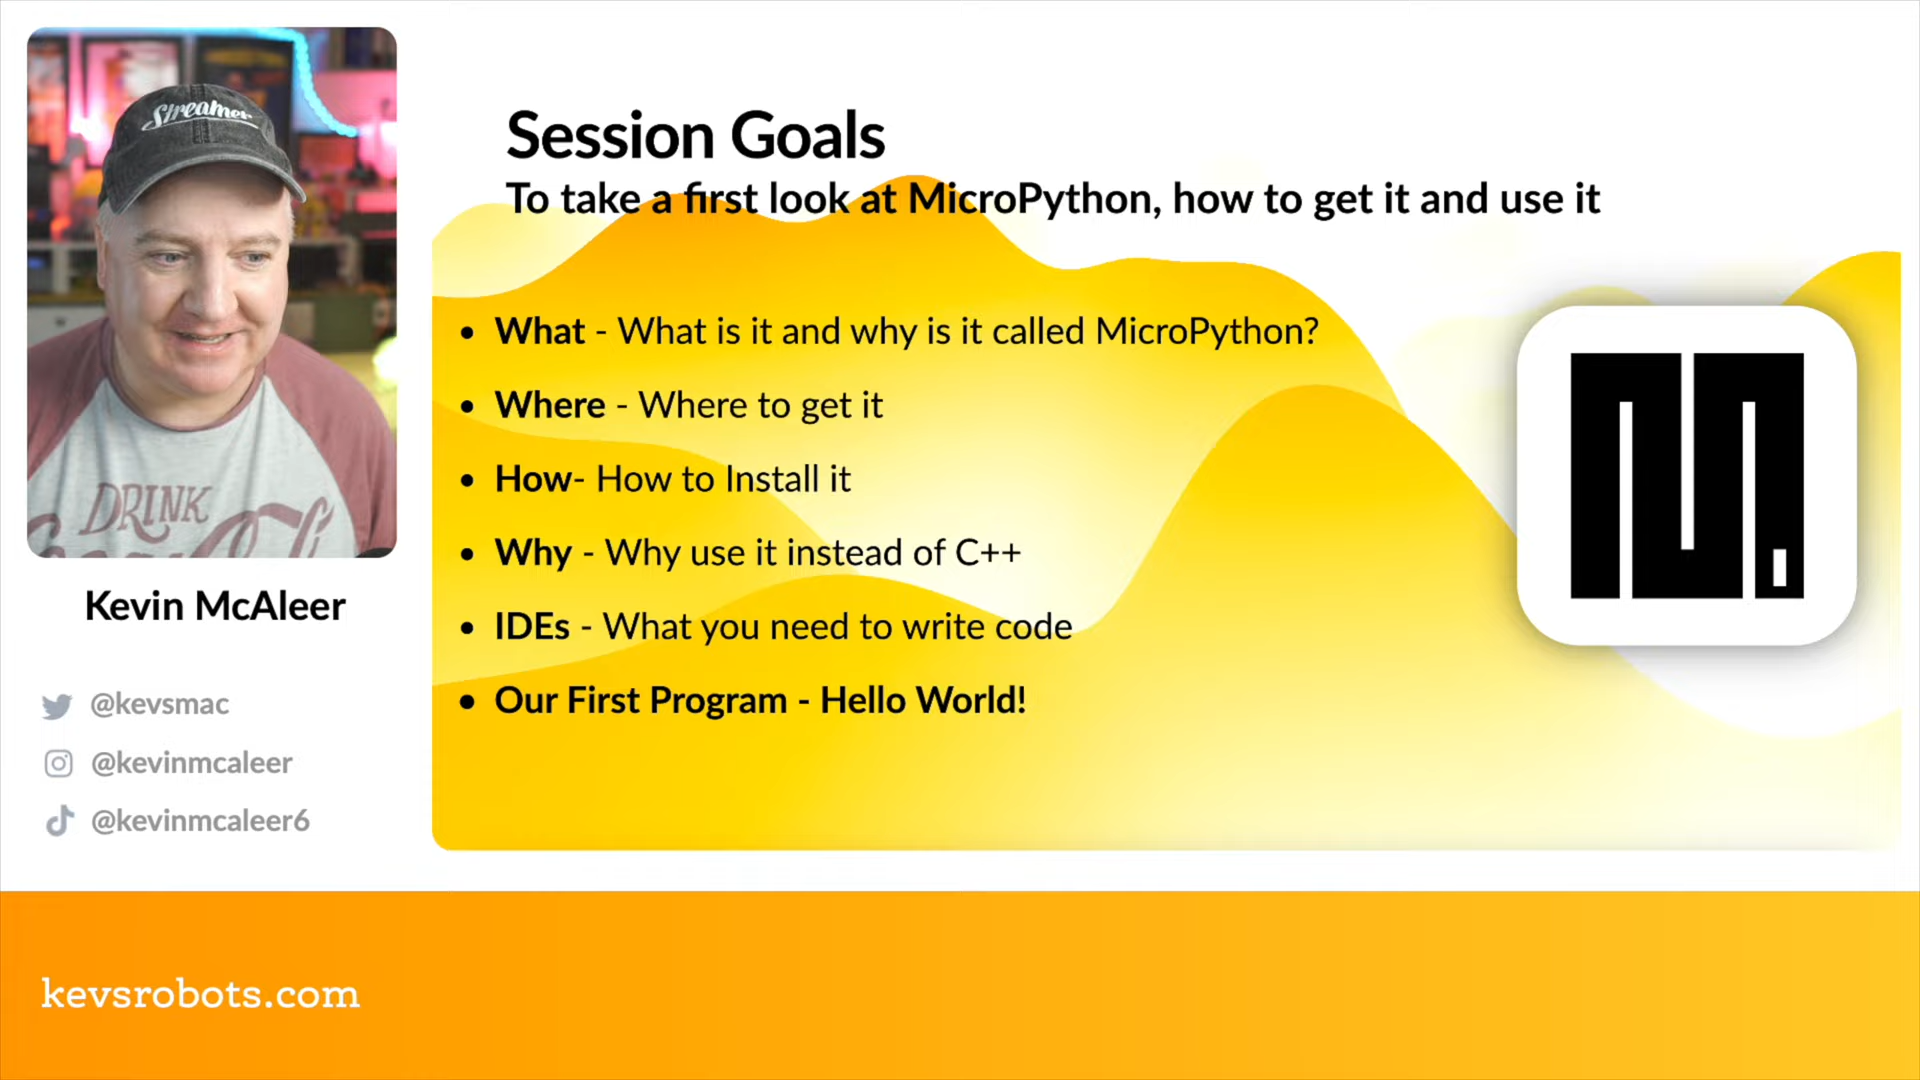 Streamer
DRINK
Kevin McAleer
@kevsmac
@kevinmcaleer
@kevinmcaleer6
Session Goals
To take a first look at MicroPython, how to get it and use it
• What - What is it and why is it called MicroPython?
• Where - Where to get it
• How- How to Install it
• Why - Why use it instead of C++
• IDEs - What you need to write code
• Our First Program - Hello World!
kevsrobots.com